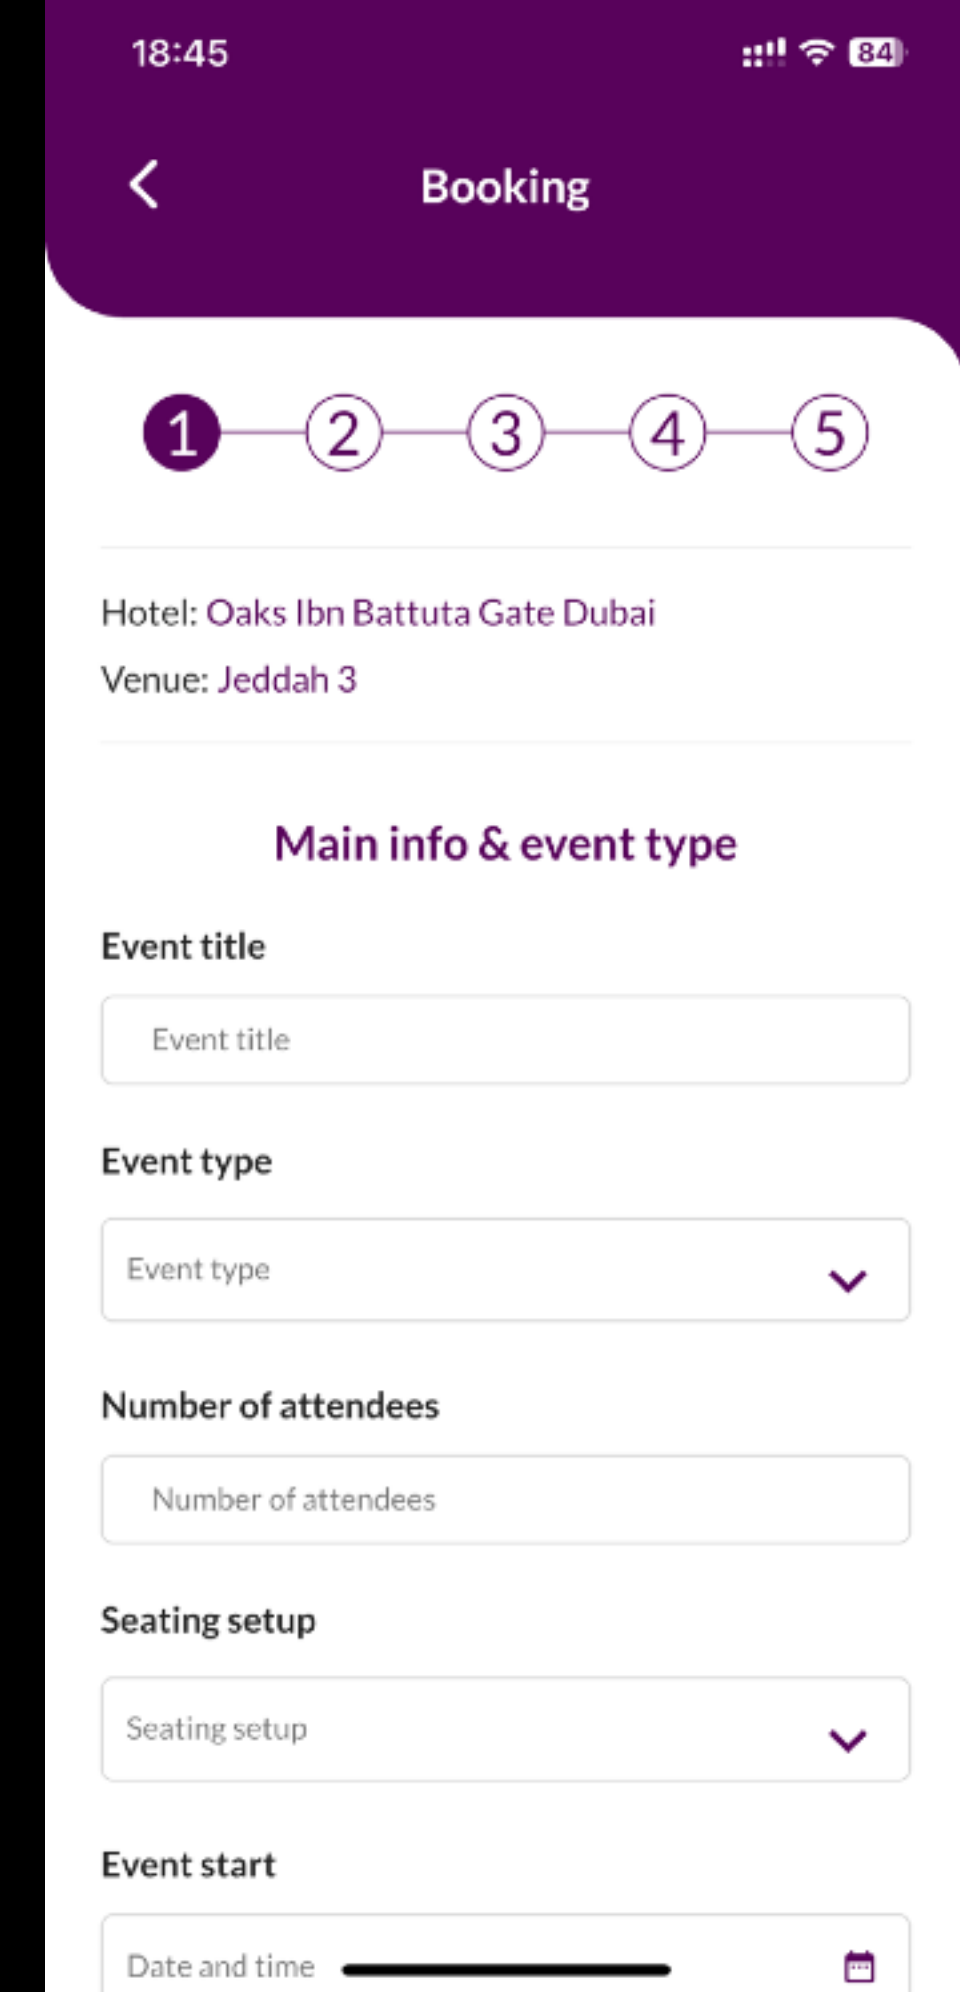 18:45 84
Booking
1 2 3 4 5
Hotel: Oaks Ibn Battuta Gate Dubai
Venue: Jeddah 3
Main info & event type
Event title
Event title
Event type
Event type
Number of attendees
Number of attendees
Seating setup
Seating setup
Event start
Date and time